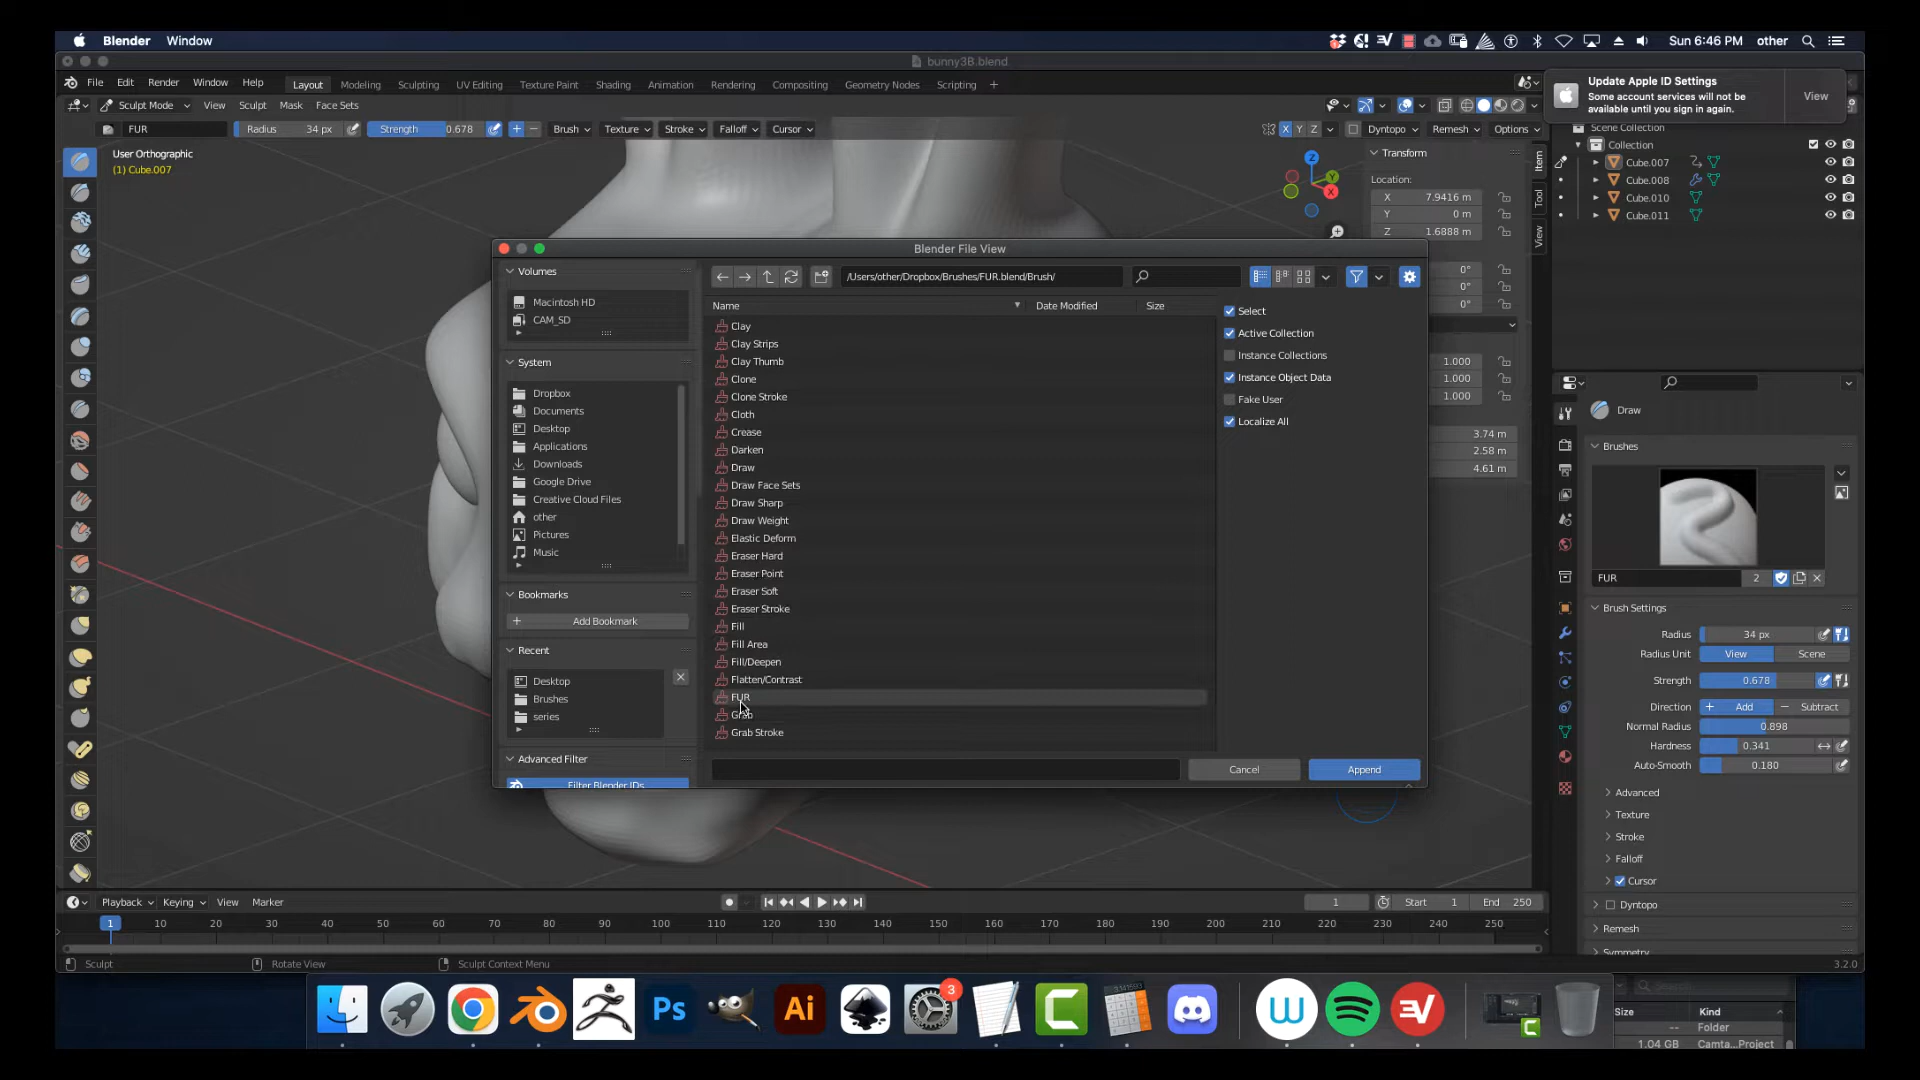 Blender Window
Sun 6:46 PM other
bunny3B.blend
File Edit Render Window Help Layout Modeling Sculpting UV Editing Texture Paint Shading Animation Rendering Compositing Geometry Nodes Scripting +
Update Apple ID Settings
Some account services will not be
available until you sign in again.
View
Sculpt Mode View Sculpt Mask Face Sets
FUR Radius 34 px Strength 0.678 + − Brush Texture Stroke Falloff Cursor X Y Z Dyntopo Remesh Options
User Orthographic
(1) Cube.007
Scene Collection
Collection
Cube.007
Cube.008
Cube.010
Cube.011
Z
Y
X
Transform
Location:
X 7.9416 m
Y 0 m
Z 1.6888 m
0°
0°
0°
1.000
1.000
1.000
3.74 m
2.58 m
4.61 m
Item
Tool
View
Blender File View
Volumes
Macintosh HD
CAM_SD
System
Dropbox
Documents
Desktop
Applications
Downloads
Google Drive
Creative Cloud Files
other
Pictures
Music
Bookmarks
+ Add Bookmark
Recent
Desktop
Brushes
series
Advanced Filter
Filter Blender IDs
/Users/other/Dropbox/Brushes/FUR.blend/Brush/
Name Date Modified Size
Clay
Clay Strips
Clay Thumb
Clone
Clone Stroke
Cloth
Crease
Darken
Draw
Draw Face Sets
Draw Sharp
Draw Weight
Elastic Deform
Eraser Hard
Eraser Point
Eraser Soft
Eraser Stroke
Fill
Fill Area
Fill/Deepen
Flatten/Contrast
FUR
Grab
Grab Stroke
Select
Active Collection
Instance Collections
Instance Object Data
Fake User
Localize All
Cancel Append
Draw
Brushes
FUR 2
Brush Settings
Radius 34 px
Radius Unit View Scene
Strength 0.678
Direction + Add − Subtract
Normal Radius 0.898
Hardness 0.341
Auto-Smooth 0.180
Advanced
Texture
Stroke
Falloff
Cursor
Dyntopo
Remesh
Symmetry
Playback Keying View Marker 1 Start 1 End 250
1 10 20 30 40 50 60 70 80 90 100 110 120 130 140 150 160 170 180 190 200 210 220 230 240 250
Sculpt Rotate View Sculpt Context Menu 3.2.0
Ps Ai 3
Search
Size Kind
-- Folder
1.04 GB Camta...Project